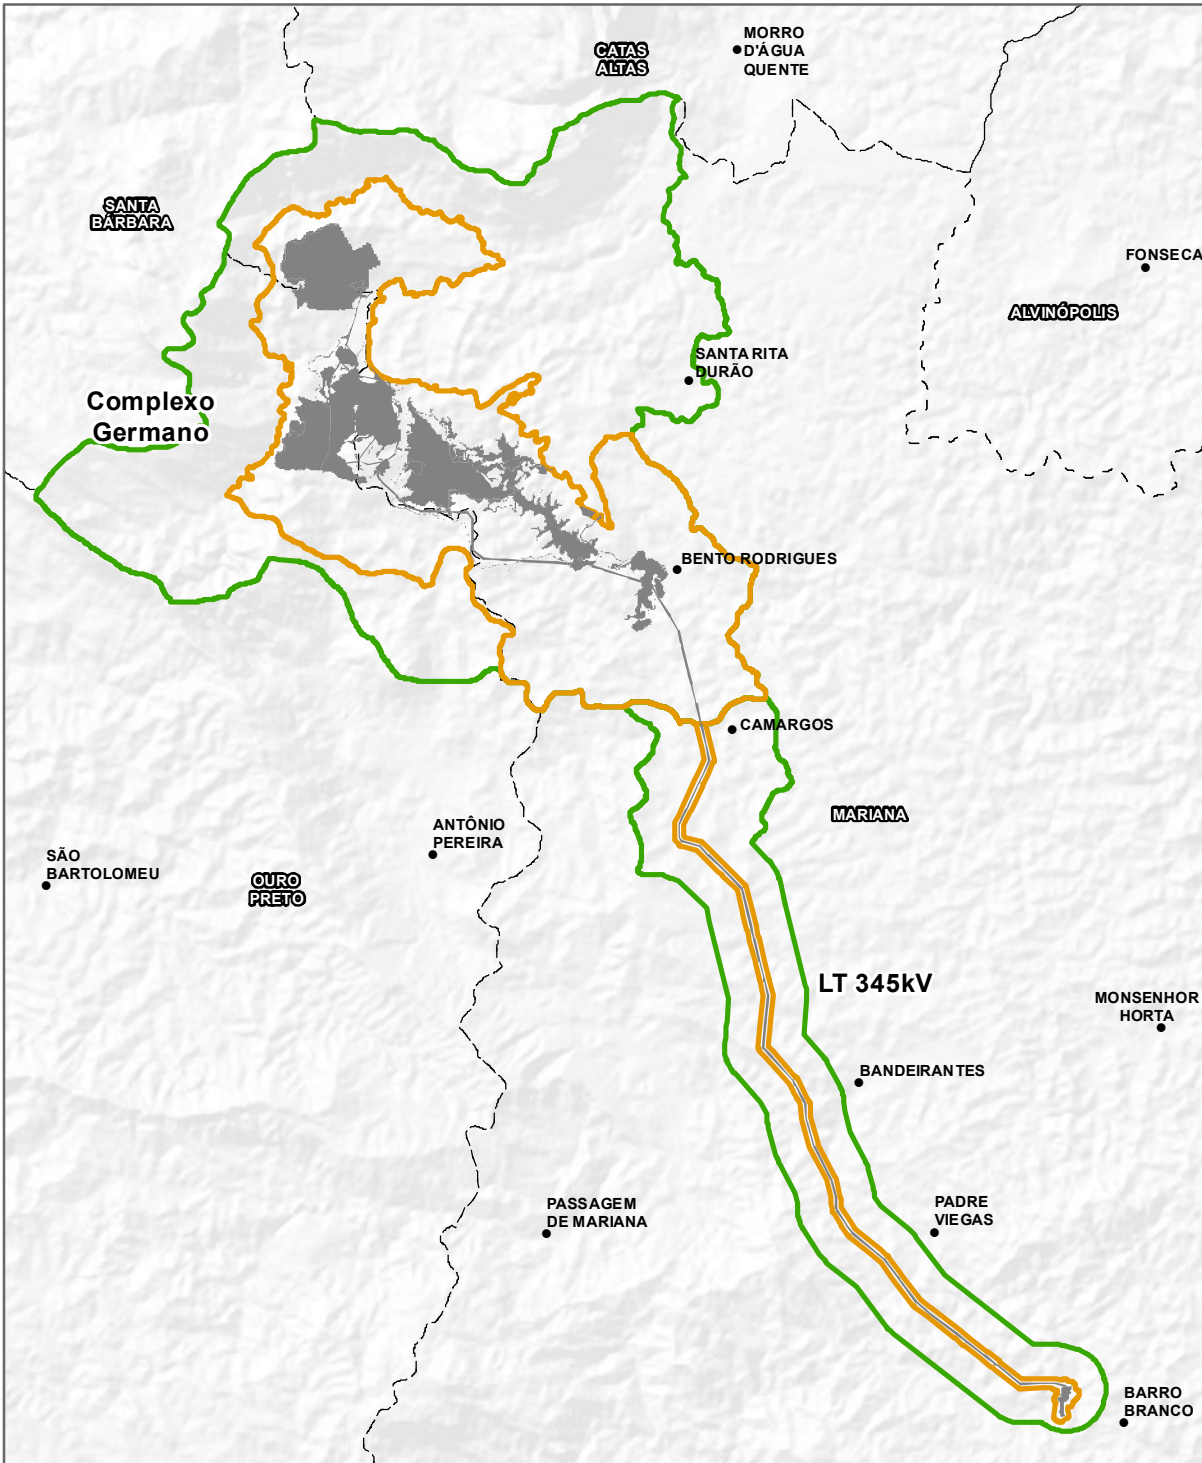 MORRO
D'ÁGUA
QUENTE
CATAS
ALTAS
SANTA
BÁRBARA
FONSECA
ALVINÓPOLIS
SANTA RITA
DURÃO
Complexo
Germano
BENTO RODRIGUES
CAMARGOS
MARIANA
ANTÔNIO
PEREIRA
SÃO
BARTOLOMEU
OURO
PRETO
LT 345kV
MONSENHOR
HORTA
BANDEIRANTES
PASSAGEM
DE MARIANA
PADRE
VIEGAS
BARRO
BRANCO